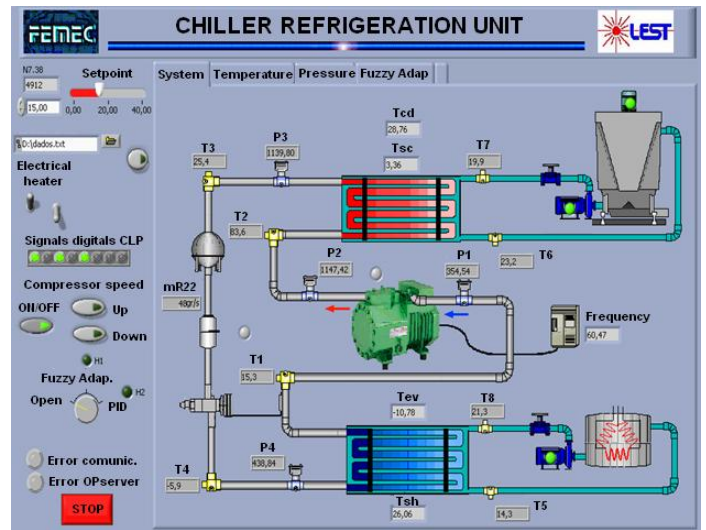 FEMEC
CHILLER REFRIGERATION UNIT
LEST
N7.38
4912
15,00
Setpoint
0,00 20,00 40,00
System Temperature Pressure Fuzzy Adap
D:\dados.txt
Electrical
heater
Signals digitals CLP
Compressor speed
ON/OFF
Up
Down
H1
Fuzzy Adap.
H2
Open
PID
Error comunic.
Error OPserver
STOP
Tcd
28,76
Tsc
3,36
P3
1139,80
T3
25,4
T7
19,9
T2
83,6
T6
23,2
P2
1147,42
P1
354,54
mR22
48gr/s
Frequency
60,47
T1
15,3
Tev
-10,78
T8
21,3
P4
438,84
T4
-5,9
Tsh
26,06
T5
14,3